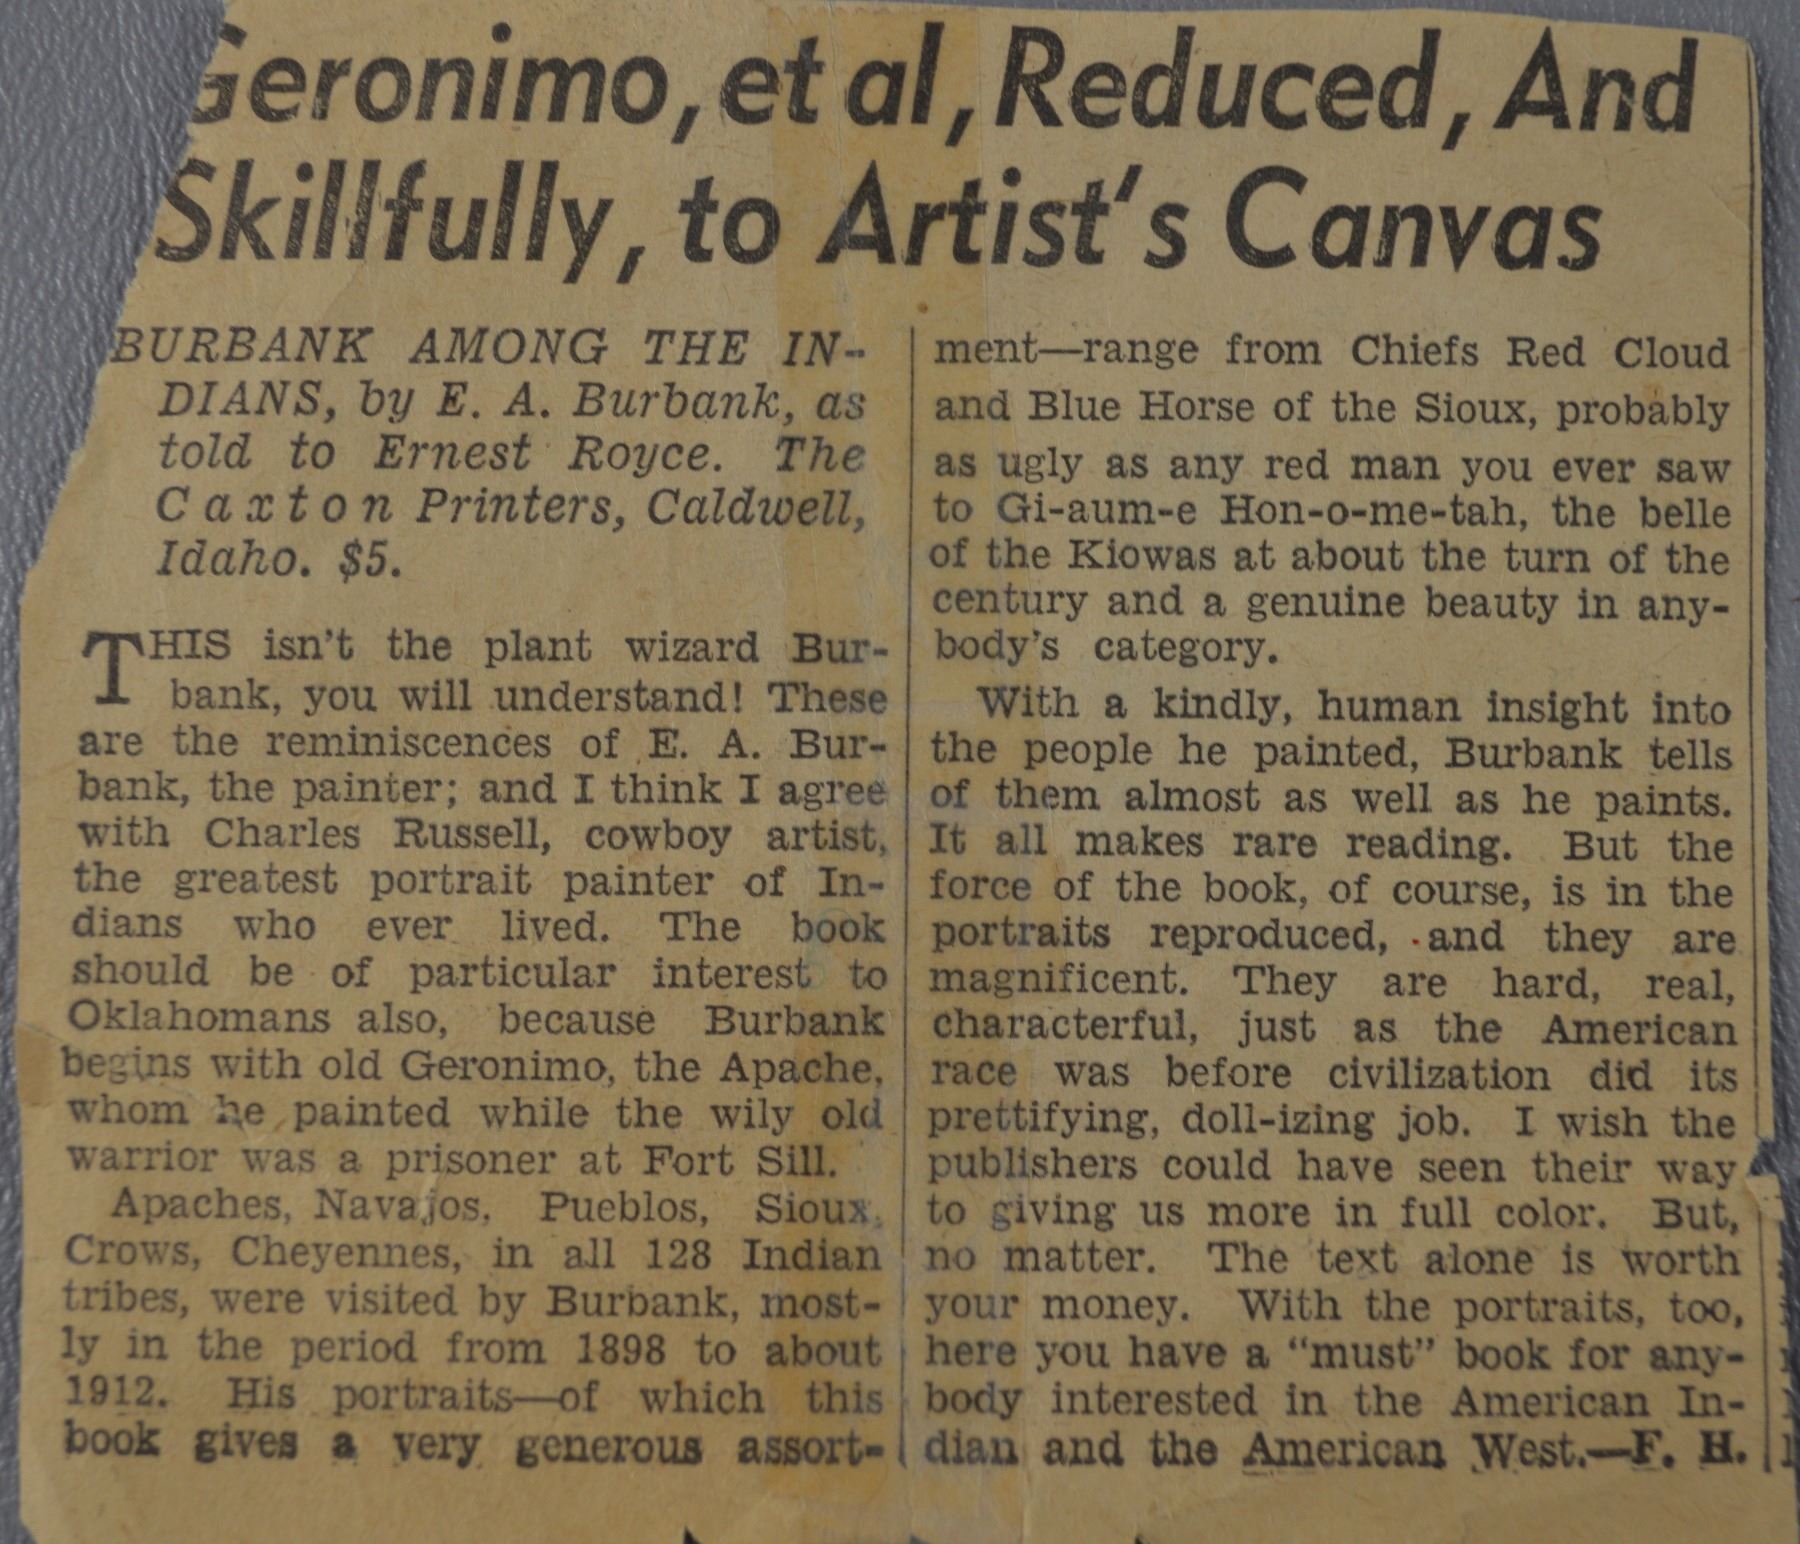 Geronimo, et al, Reduced, And
Skillfully, to Artist's Canvas
BURBANK AMONG THE IN-
DIANS, by E. A. Burbank, as
told to Ernest Royce. The
Caxton Printers, Caldwell,
Idaho. $5.
THIS isn't the plant wizard Bur-
bank, you will understand! These
are the reminiscences of E. A. Bur-
bank, the painter; and I think I agree
with Charles Russell, cowboy artist,
the greatest portrait painter of In-
dians who ever lived. The book
should be of particular interest to
Oklahomans also, because Burbank
begins with old Geronimo, the Apache,
whom he painted while the wily old
warrior was a prisoner at Fort Sill.
Apaches, Navajos, Pueblos, Sioux,
Crows, Cheyennes, in all 128 Indian
tribes, were visited by Burbank, most-
ly in the period from 1898 to about
1912. His portraits—of which this
book gives a very generous assort-
ment—range from Chiefs Red Cloud
and Blue Horse of the Sioux, probably
as ugly as any red man you ever saw
to Gi-aum-e Hon-o-me-tah, the belle
of the Kiowas at about the turn of the
century and a genuine beauty in any-
body's category.
With a kindly, human insight into
the people he painted, Burbank tells
of them almost as well as he paints.
It all makes rare reading. But the
force of the book, of course, is in the
portraits reproduced, and they are
magnificent. They are hard, real,
characterful, just as the American
race was before civilization did its
prettifying, doll-izing job. I wish the
publishers could have seen their way
to giving us more in full color. But,
no matter. The text alone is worth
your money. With the portraits, too,
here you have a “must” book for any-
body interested in the American In-
dian and the American West.—F. H.